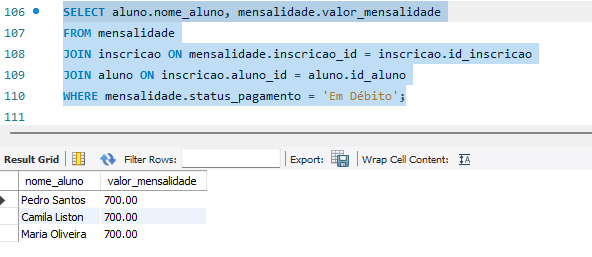 106 SELECT aluno.nome_aluno, mensalidade.valor_mensalidade
107 FROM mensalidade
108 JOIN inscricao ON mensalidade.inscricao_id = inscricao.id_inscricao
109 JOIN aluno ON inscricao.aluno_id = aluno.id_aluno
110 WHERE mensalidade.status_pagamento = 'Em Débito';
111
Result Grid Filter Rows: Export: Wrap Cell Content: IA
nome_aluno valor_mensalidade
Pedro Santos 700.00
Camila Liston 700.00
Maria Oliveira 700.00